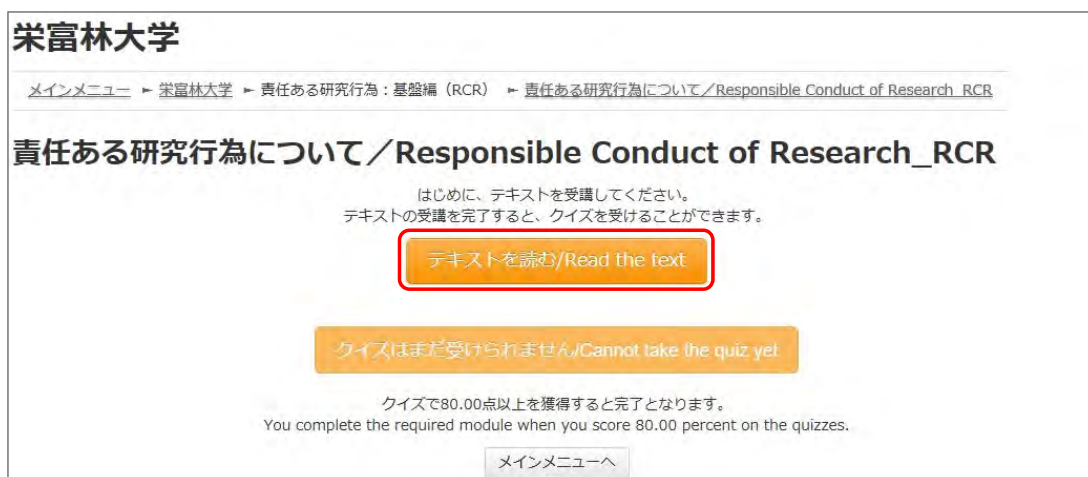 栄富林大学
メインメニュー ► 栄冨林大学 ► 責任ある研究行為：基盤編（RCR） ► 責任ある研究行為について／Responsible Conduct of Research_RCR
責任ある研究行為について／Responsible Conduct of Research_RCR
はじめに、テキストを受講してください。
テキストの受講を完了すると、クイズを受けることができます。
テキストを読む/Read the text
クイズはまだ受けられません/Cannot take the quiz yet
クイズで80.00点以上を獲得すると完了となります。
You complete the required module when you score 80.00 percent on the quizzes.
メインメニューへ